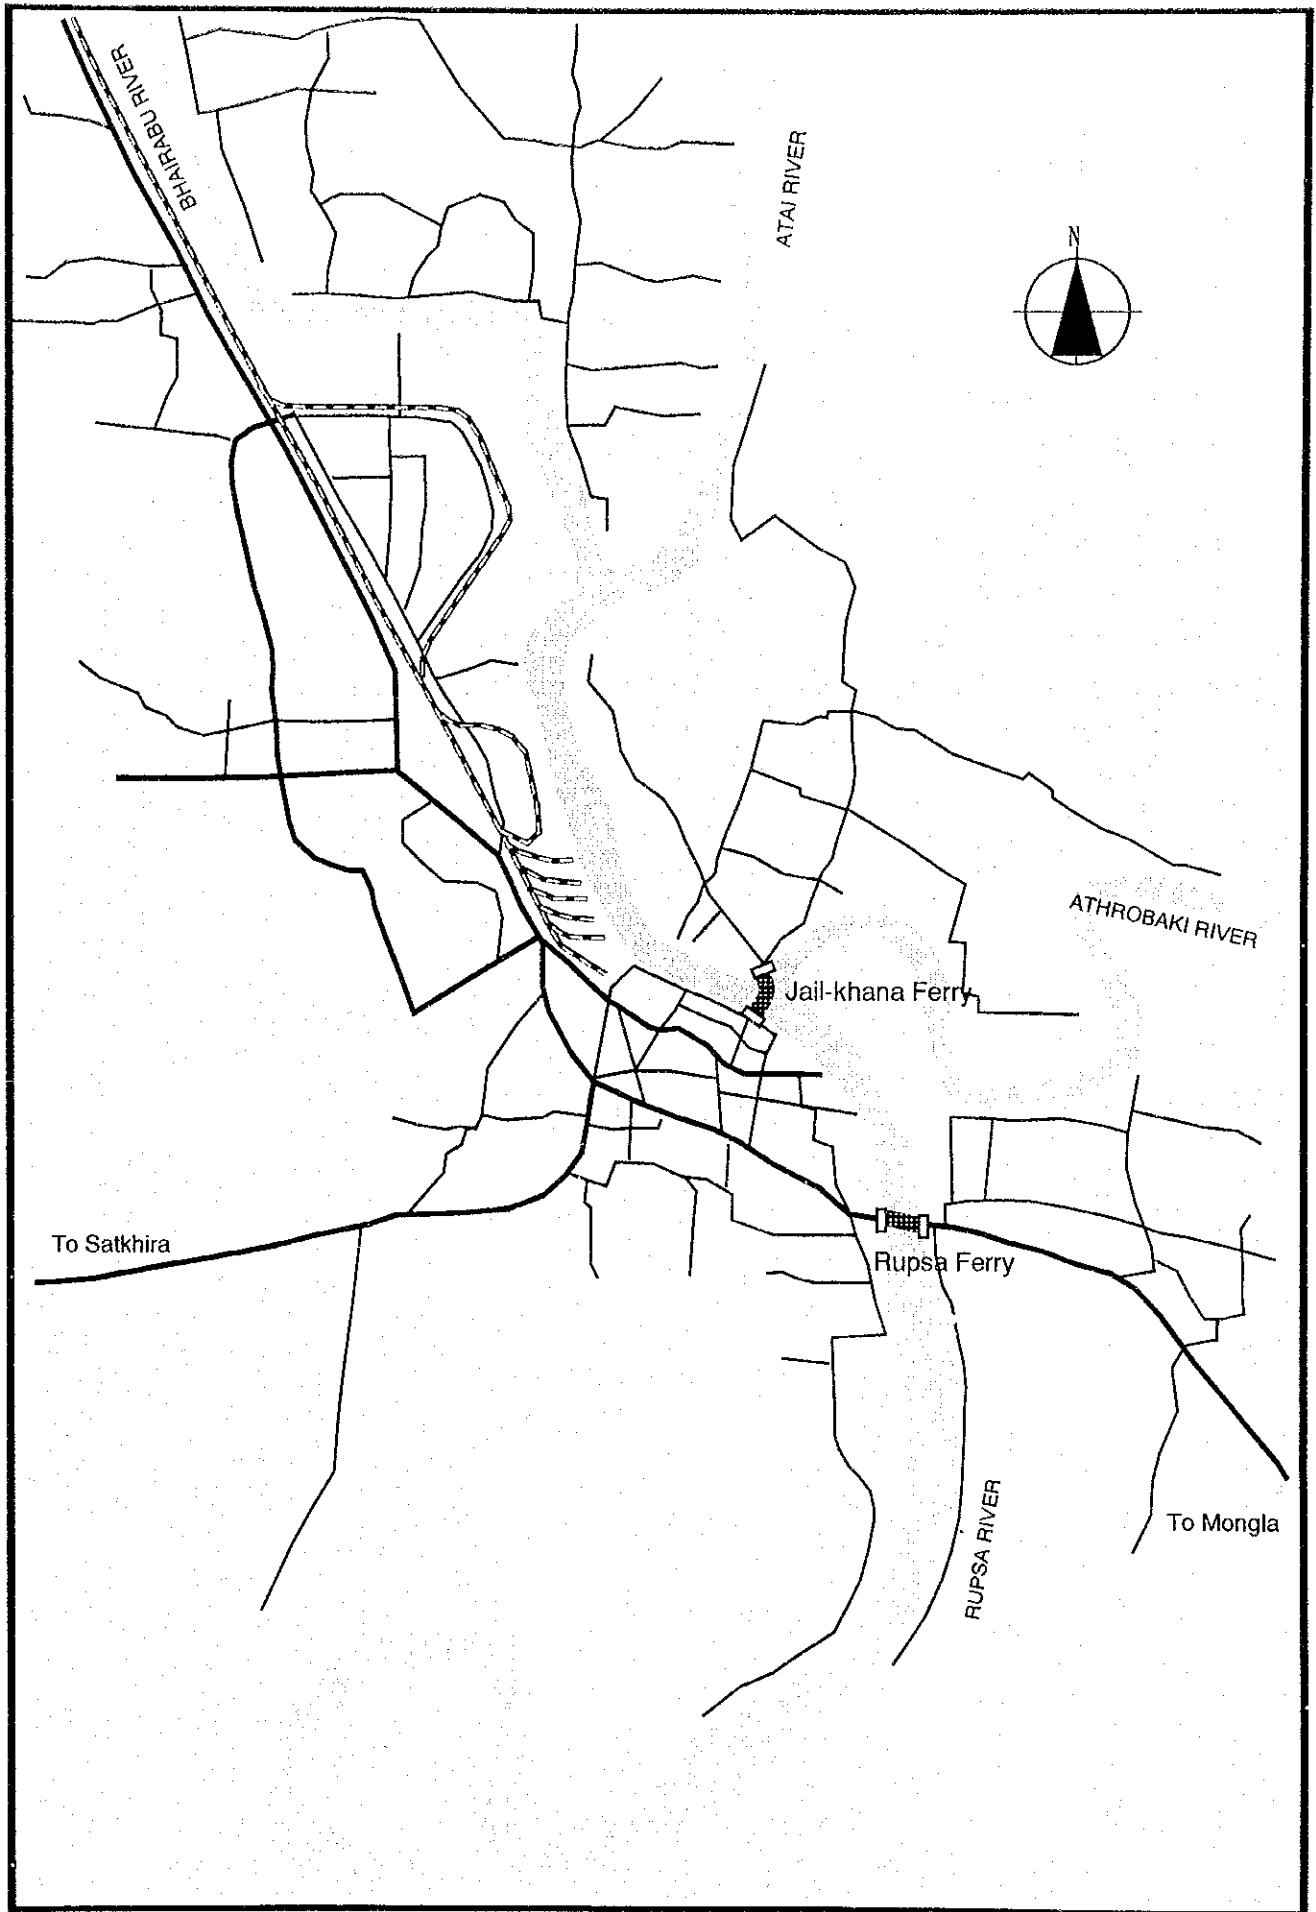 BHAIRABU RIVER
ATAI RIVER
N
ATHROBAKI RIVER
Jail-khana Ferry
To Satkhira
Rupsa Ferry
RUPSA RIVER
To Mongla